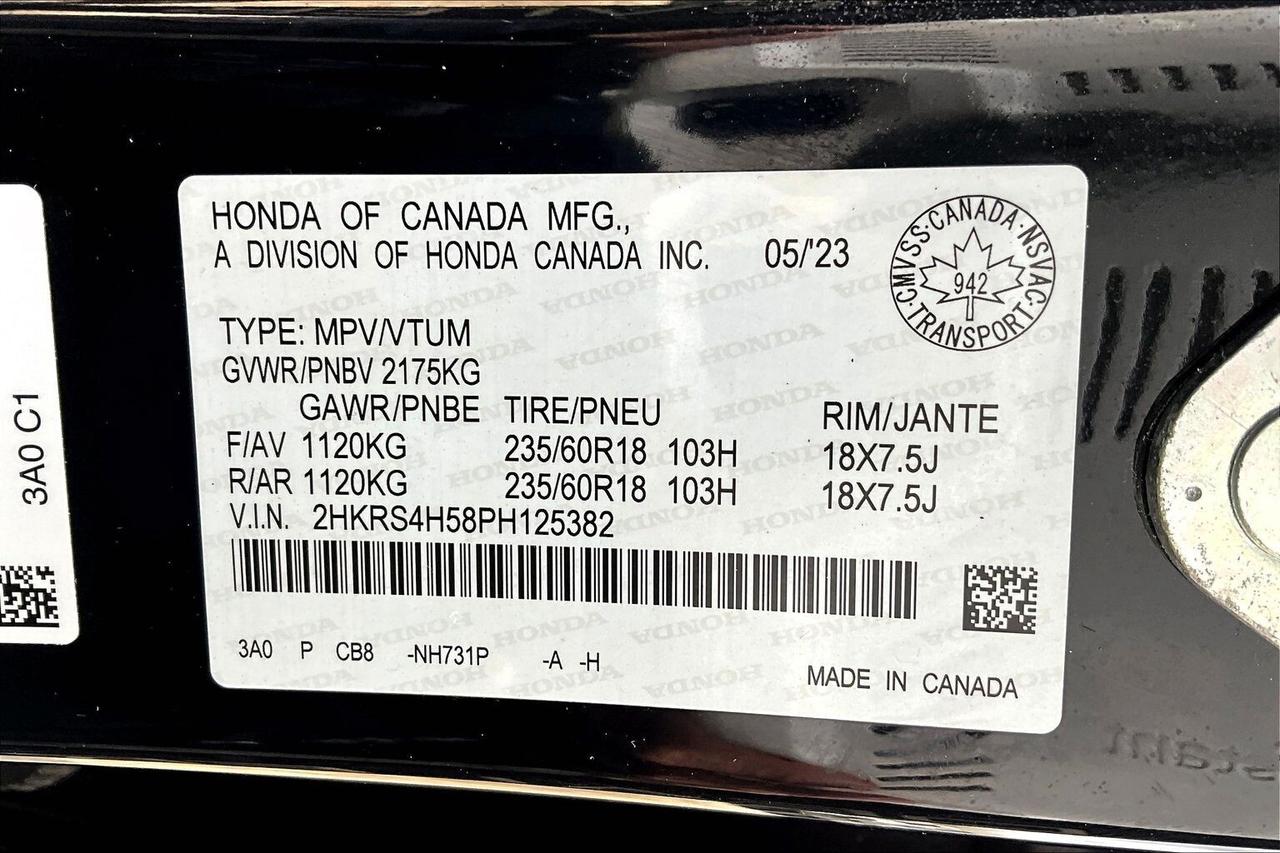 HONDA OF CANADA MFG.,
A DIVISION OF HONDA CANADA INC. 05/'23
CMVSS·CANADA·NSVAC·TRANSPORT·
942
TYPE: MPV/VTUM
GVWR/PNBV 2175KG
GAWR/PNBE TIRE/PNEU RIM/JANTE
F/AV 1120KG 235/60R18 103H 18X7.5J
R/AR 1120KG 235/60R18 103H 18X7.5J
V.I.N. 2HKRS4H58PH125382
3A0 P CB8 -NH731P -A -H
MADE IN CANADA
3A0 C1